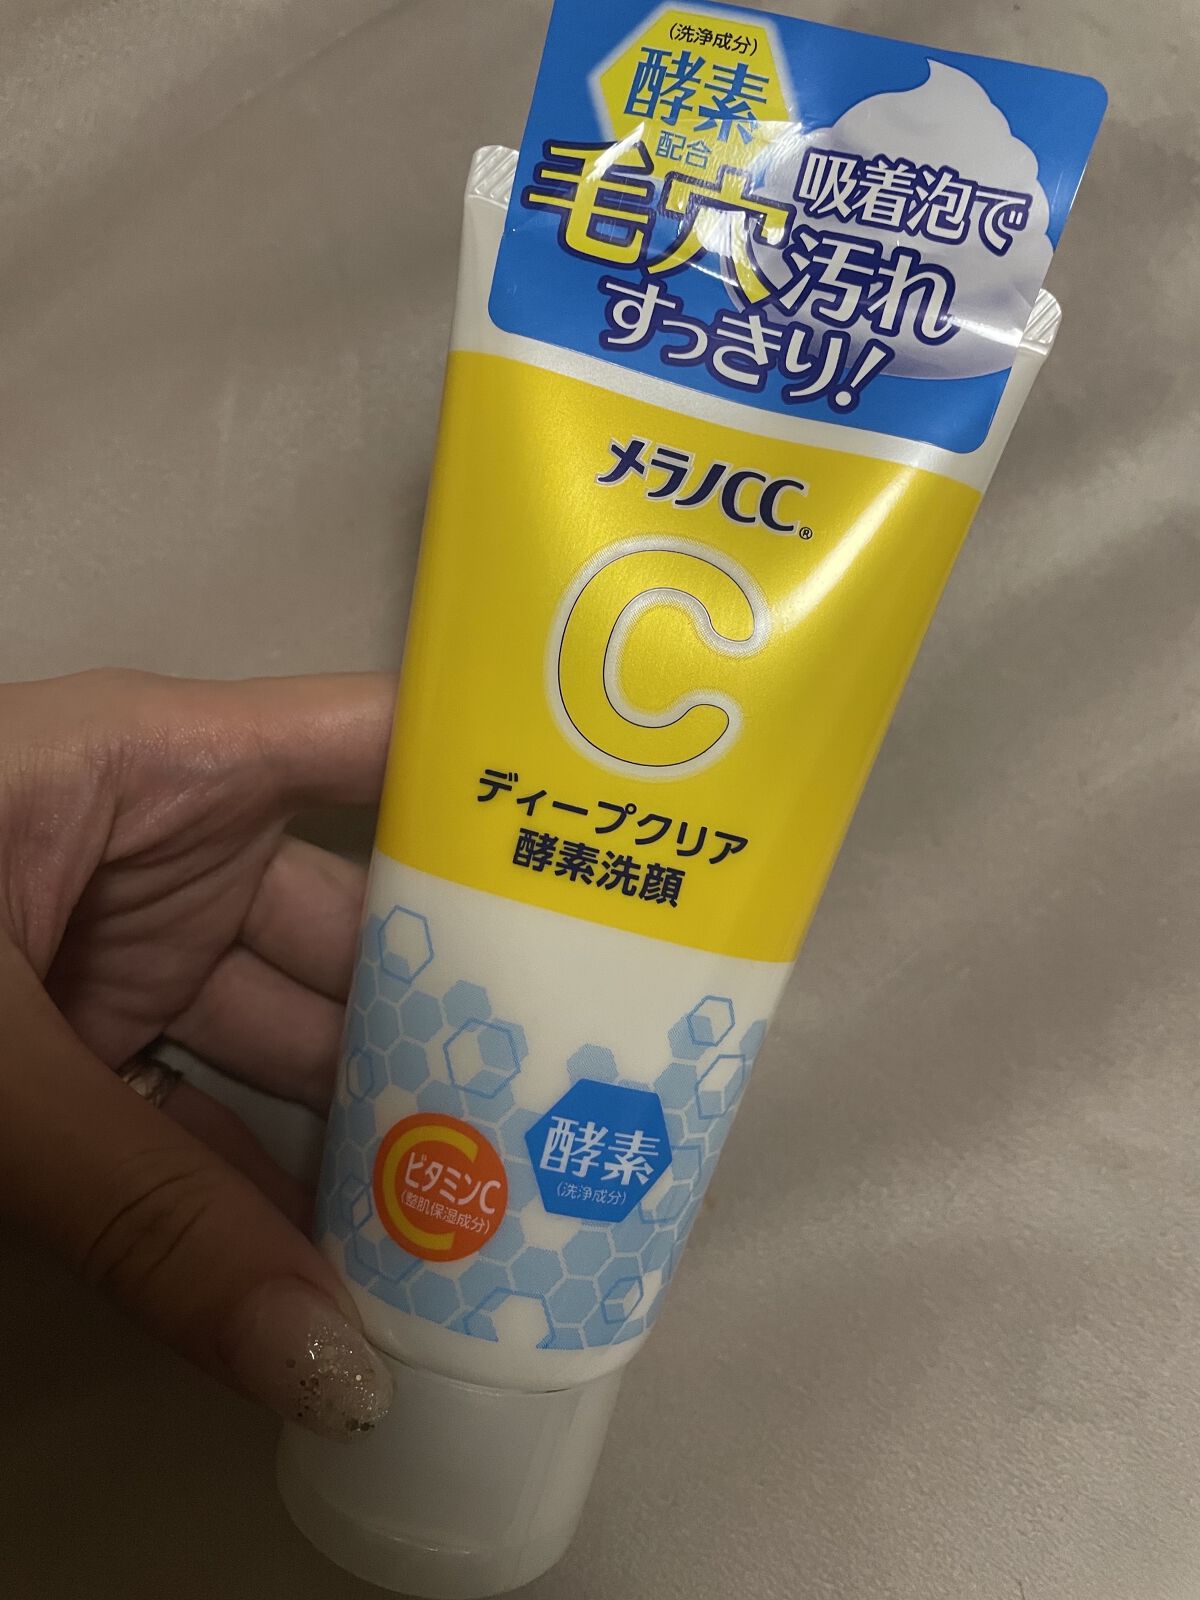 (洗浄成分)
酵素
配合
吸着泡で
毛穴汚れ
すっきり!
メラノCC®
C
ディープクリア
酵素洗顔
ビタミンC
(整肌保湿成分)
酵素
(洗浄成分)